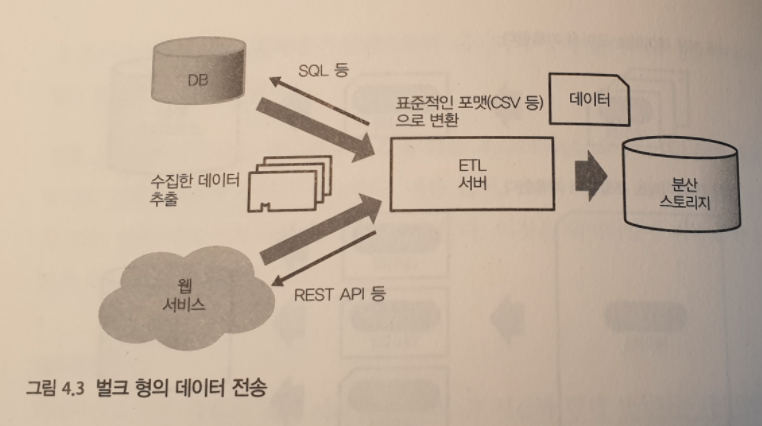 DB
SQL 등
표준적인 포맷(CSV 등)
으로 변환
데이터
수집한 데이터
추출
ETL
서버
분산
스토리지
웹
서비스
REST API 등
그림 4.3 벌크 형의 데이터 전송